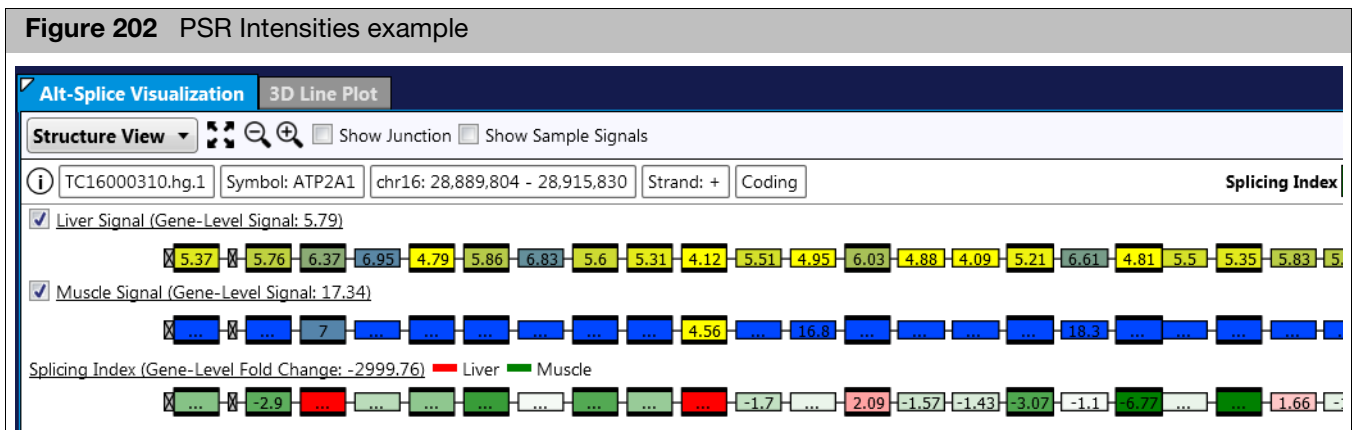 Figure 202 PSR Intensities example
Alt-Splice Visualization 3D Line Plot
Structure View Show Junction Show Sample Signals
i TC16000310.hg.1 Symbol: ATP2A1 chr16: 28,889,804 - 28,915,830 Strand: + Coding Splicing Index
Liver Signal (Gene-Level Signal: 5.79)
5.37 5.76 6.37 6.95 4.79 5.86 6.83 5.6 5.31 4.12 5.51 4.95 6.03 4.88 4.09 5.21 6.61 4.81 5.5 5.35 5.83 5.
Muscle Signal (Gene-Level Signal: 17.34)
... ... 7 ... ... ... ... ... ... 4.56 ... 16.8 ... ... ... ... 18.3 ... ... ... ... ...
Splicing Index (Gene-Level Fold Change: -2999.76) Liver Muscle
... -2.9 ... ... ... ... ... ... ... ... -1.7 ... 2.09 -1.57 -1.43 -3.07 -1.1 -6.77 ... ... 1.66 -